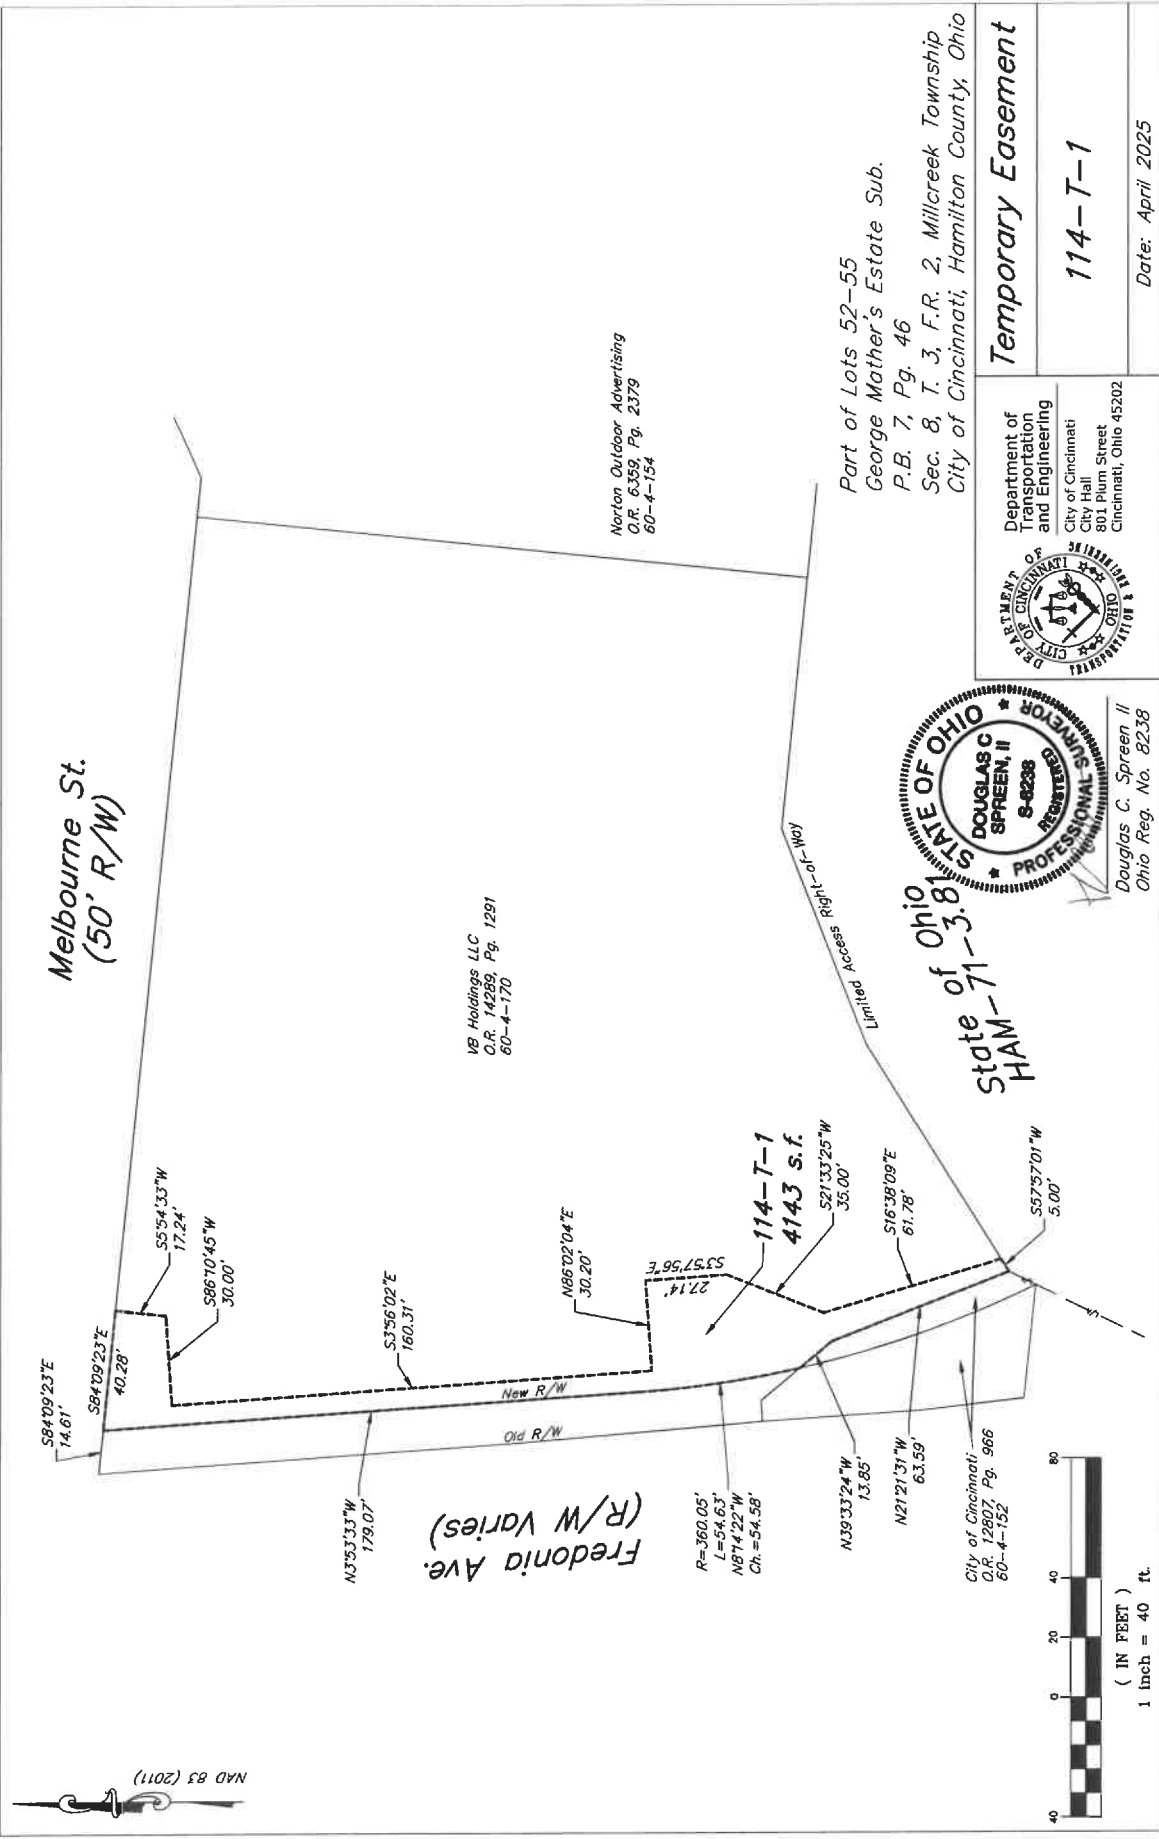 Melbourne St.
(50' R/W)
S84°09'23"E
14.61'
S84°09'23"E
40.28'
S5°54'33"W
17.24'
S86°10'45"W
30.00'
S3°56'02"E
160.31'
N86°02'04"E
30.20'
S3°57'56"E
27.14'
114-T-1
4143 s.f.
S21°33'25"W
35.00'
S16°38'09"E
61.78'
S57°57'01"W
5.00'
N3°53'33"W
179.07'
New R/W
Old R/W
Fredonia Ave.
(R/W Varies)
R=360.05'
L=54.63'
N8°14'22"W
Ch.=54.58'
N39°33'24"W
13.85'
N21°21'31"W
63.59'
City of Cincinnati
O.R. 12807, Pg. 966
60-4-152
VB Holdings LLC
O.R. 14289, Pg. 1291
60-4-170
Norton Outdoor Advertising
O.R. 6359, Pg. 2379
60-4-154
Limited Access Right-of-Way
State of Ohio
HAM-71-3.81
Part of Lots 52-55
George Mather's Estate Sub.
P.B. 7, Pg. 46
Sec. 8, T. 3, F.R. 2, Millcreek Township
City of Cincinnati, Hamilton County, Ohio
NAD 83 (2011)
40 0 20 40 80
( IN FEET )
1 inch = 40 ft.
STATE OF OHIO
DOUGLAS C
SPREEN, II
S-8238
REGISTERED
PROFESSIONAL SURVEYOR
Douglas C. Spreen II
Ohio Reg. No. 8238
DEPARTMENT OF
TRANSPORTATION & ENGINEERING
CITY OF CINCINNATI
OHIO
Department of
Transportation
and Engineering
City of Cincinnati
City Hall
801 Plum Street
Cincinnati, Ohio 45202
Temporary Easement
114-T-1
Date: April 2025